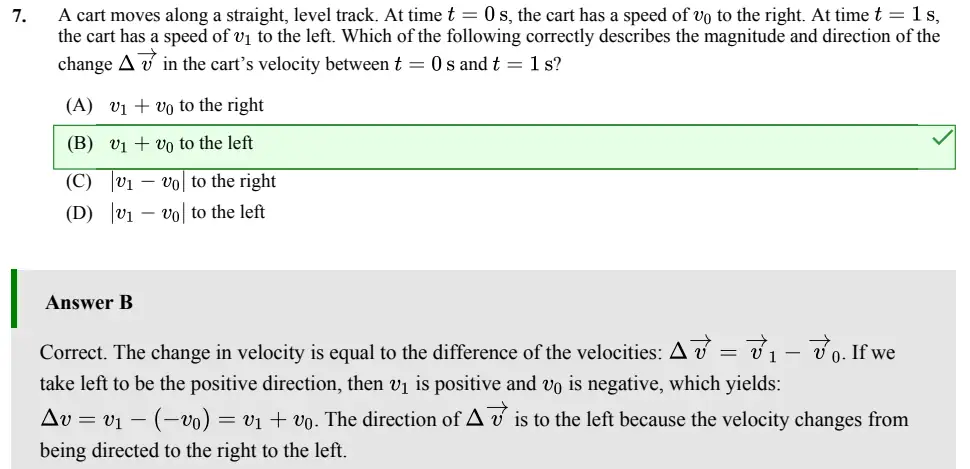 7. A cart moves along a straight, level track. At time t = 0 s, the cart has a speed of v₀ to the right. At time t = 1 s,
the cart has a speed of v₁ to the left. Which of the following correctly describes the magnitude and direction of the
change Δv⃗ in the cart's velocity between t = 0 s and t = 1 s?
(A) v₁ + v₀ to the right
(B) v₁ + v₀ to the left
(C) |v₁ − v₀| to the right
(D) |v₁ − v₀| to the left
Answer B
Correct. The change in velocity is equal to the difference of the velocities: Δv⃗ = v⃗₁ − v⃗₀. If we
take left to be the positive direction, then v₁ is positive and v₀ is negative, which yields:
Δv = v₁ − (−v₀) = v₁ + v₀. The direction of Δv⃗ is to the left because the velocity changes from
being directed to the right to the left.